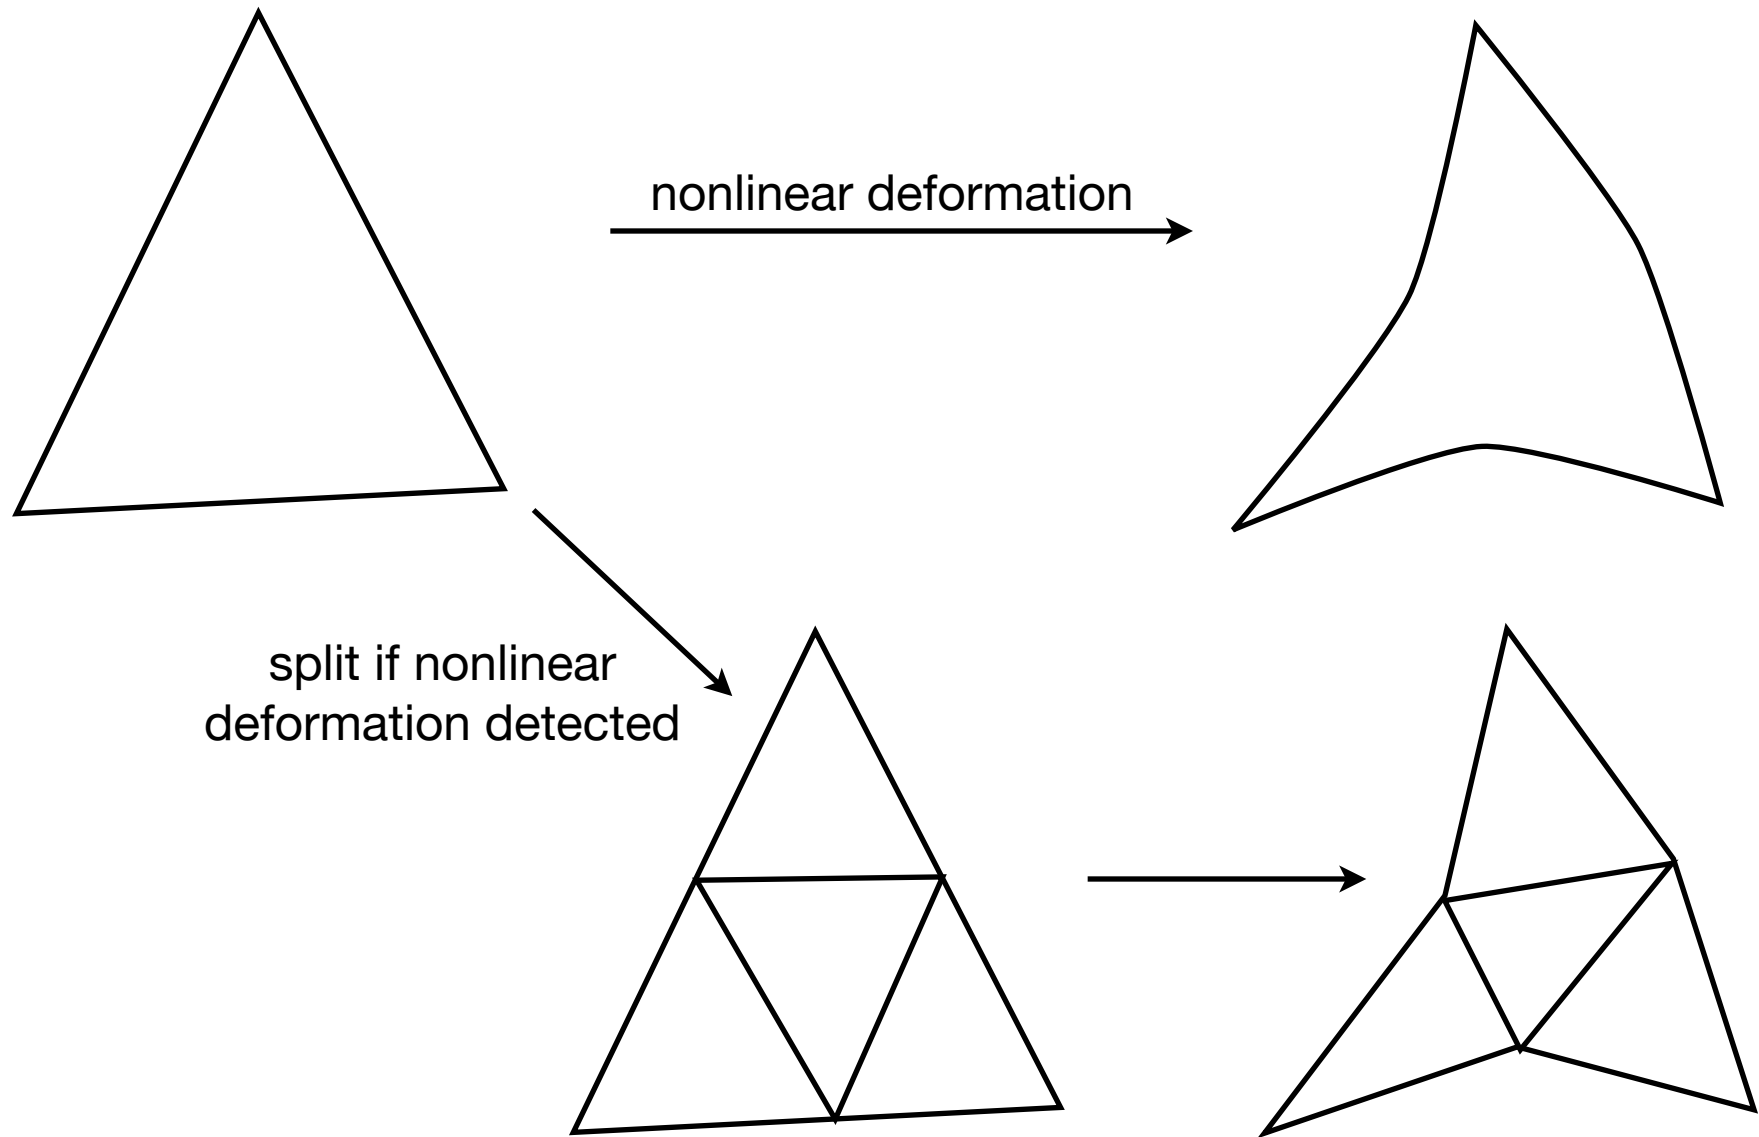 nonlinear deformation
split if nonlinear
deformation detected